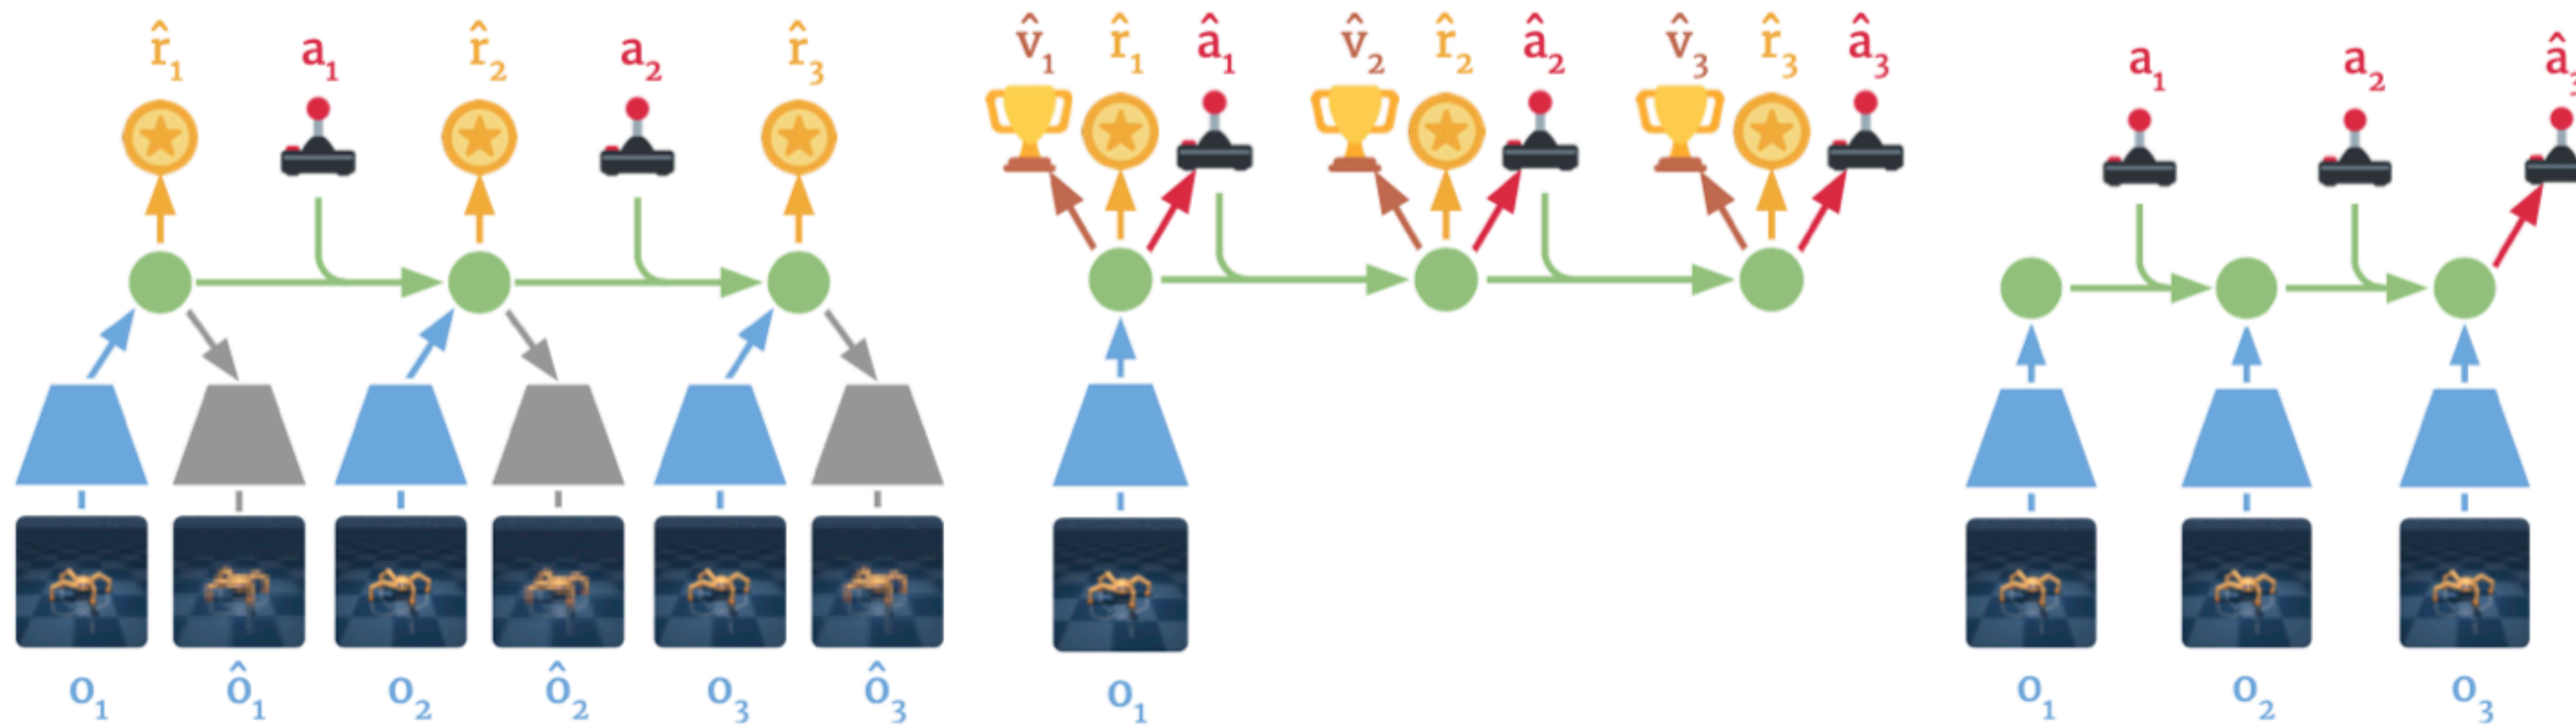 r̂₁ a₁ r̂₂ a₂ r̂₃
o₁ ô₁ o₂ ô₂ o₃ ô₃
v̂₁ r̂₁ â₁ v̂₂ r̂₂ â₂ v̂₃ r̂₃ â₃
o₁
a₁ a₂ â₃
o₁ o₂ o₃